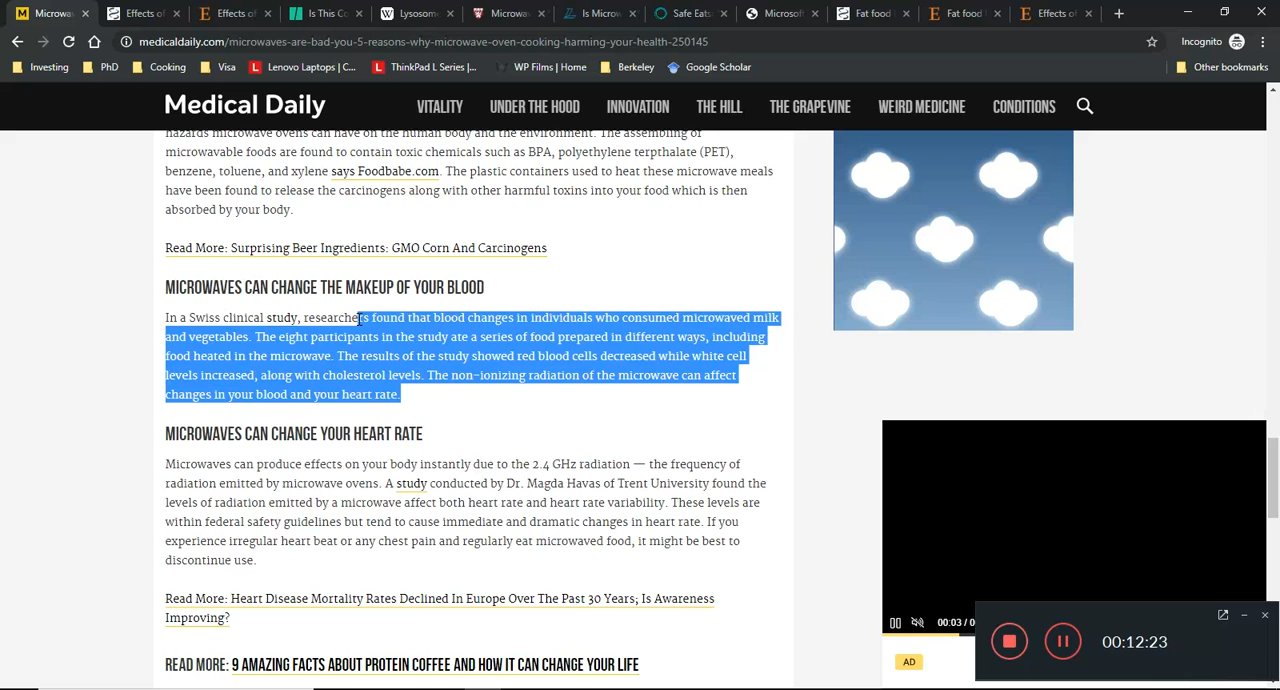 Microwa
Effects of
Effects of
Is This Co
Lysosom
Microwa
Is Microw
Safe Eats
Microsof
Fat food
Fat food
Effects of
medicaldaily.com/microwaves-are-bad-you-5-reasons-why-microwave-oven-cooking-harming-your-health-250145
Incognito
Investing
PhD
Cooking
Visa
Lenovo Laptops | C...
ThinkPad L Series |...
WP Films | Home
Berkeley
Google Scholar
Other bookmarks
Medical Daily
VITALITY
UNDER THE HOOD
INNOVATION
THE HILL
THE GRAPEVINE
WEIRD MEDICINE
CONDITIONS
hazards microwave ovens can have on the human body and the environment. The assembling of
microwavable foods are found to contain toxic chemicals such as BPA, polyethylene terpthalate (PET),
benzene, toluene, and xylene says Foodbabe.com. The plastic containers used to heat these microwave meals
have been found to release the carcinogens along with other harmful toxins into your food which is then
absorbed by your body.
Read More: Surprising Beer Ingredients: GMO Corn And Carcinogens
MICROWAVES CAN CHANGE THE MAKEUP OF YOUR BLOOD
In a Swiss clinical study, researchers found that blood changes in individuals who consumed microwaved milk
and vegetables. The eight participants in the study ate a series of food prepared in different ways, including
food heated in the microwave. The results of the study showed red blood cells decreased while white cell
levels increased, along with cholesterol levels. The non-ionizing radiation of the microwave can affect
changes in your blood and your heart rate.
MICROWAVES CAN CHANGE YOUR HEART RATE
Microwaves can produce effects on your body instantly due to the 2.4 GHz radiation — the frequency of
radiation emitted by microwave ovens. A study conducted by Dr. Magda Havas of Trent University found the
levels of radiation emitted by a microwave affect both heart rate and heart rate variability. These levels are
within federal safety guidelines but tend to cause immediate and dramatic changes in heart rate. If you
experience irregular heart beat or any chest pain and regularly eat microwaved food, it might be best to
discontinue use.
Read More: Heart Disease Mortality Rates Declined In Europe Over The Past 30 Years; Is Awareness
Improving?
READ MORE: 9 AMAZING FACTS ABOUT PROTEIN COFFEE AND HOW IT CAN CHANGE YOUR LIFE
00:03 / 0
AD
00:12:23